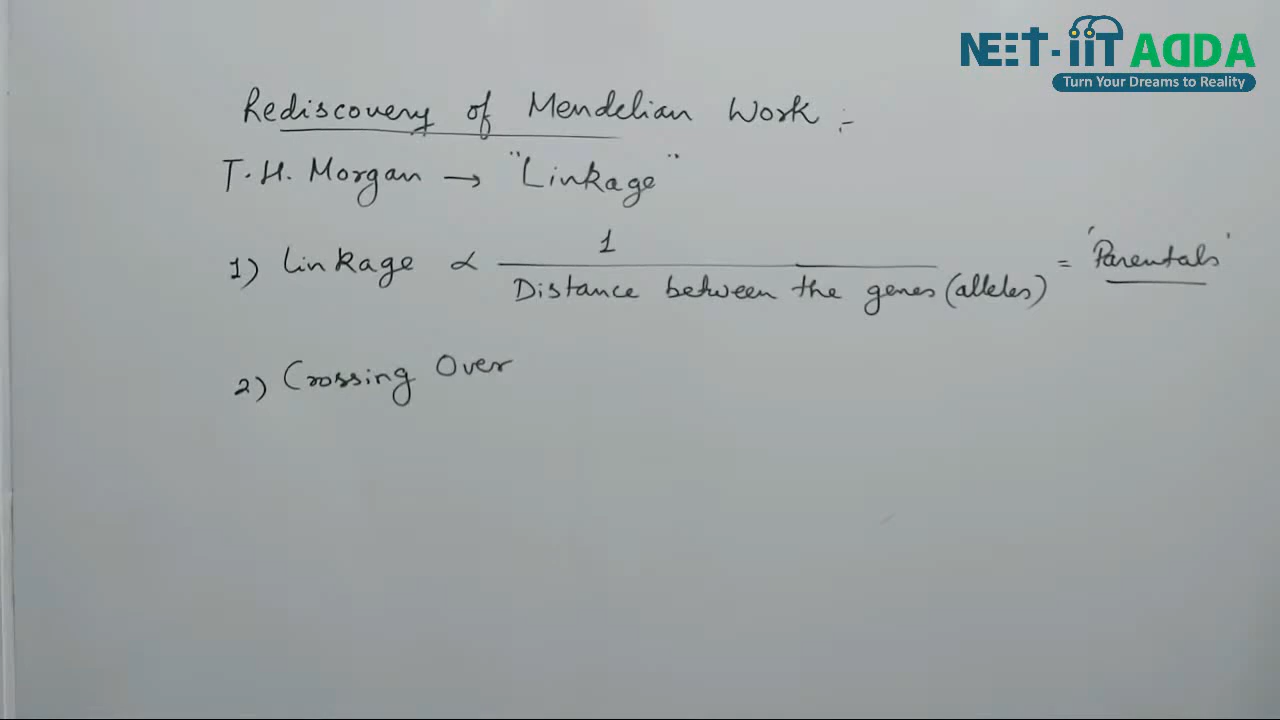 NEET-iiT ADDA
Turn Your Dreams to Reality
Rediscovery of Mendelian Work :-
T.H. Morgan → "Linkage"
1) Linkage ∝ 1 / Distance between the genes (alleles) = 'Parentals'
2) Crossing Over